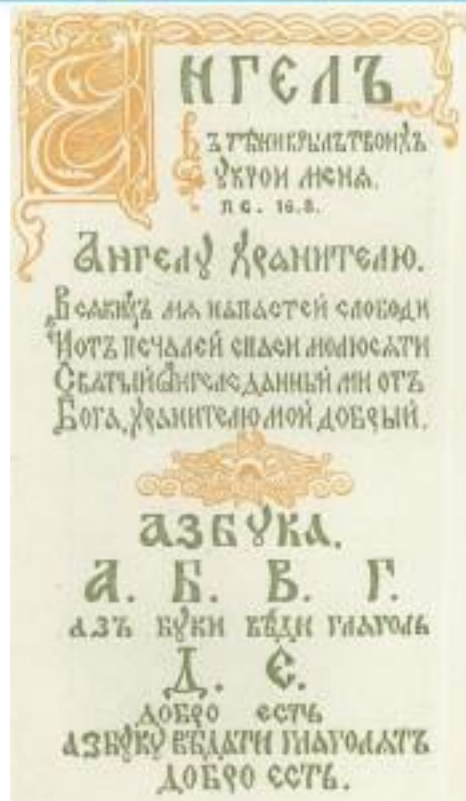 Ангелъ
Въ тѣни крылъ твоихъ
укрой меня.
Пс. 16.8.
Ангелу Хранителю.
Всякихъ мя напастей слободи
И отъ печалей спаси молюся ти
Святый Ангеле данный ми отъ
Бога, хранителю мой добрый.
Азбука.
А. Б. В. Г.
азъ буки вѣди глаголь
Д. Е.
добро есть
азбуку вѣдати глаголятъ
добро есть.